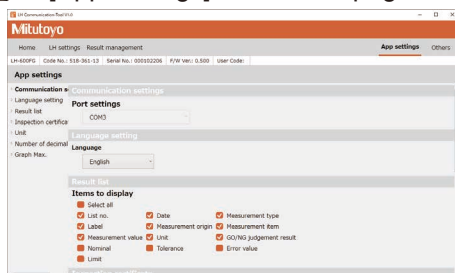 LH Communication Tool V1.0
Mitutoyo
Home LH settings Result management App settings Others
LH-600FG Code No.: 518-361-13 Serial No.: 000102206 F/W Ver.: 0.500 User Code:
App settings
Communication s
Language setting
Result list
Inspection certifica
Unit
Number of decimal
Graph Max.
Communication settings
Port settings
COM3
Language setting
Language
English
Result list
Items to display
Select all
List no. Date Measurement type
Label Measurement origin Measurement item
Measurement value Unit GO/NG judgement result
Nominal Tolerance Error value
Limit